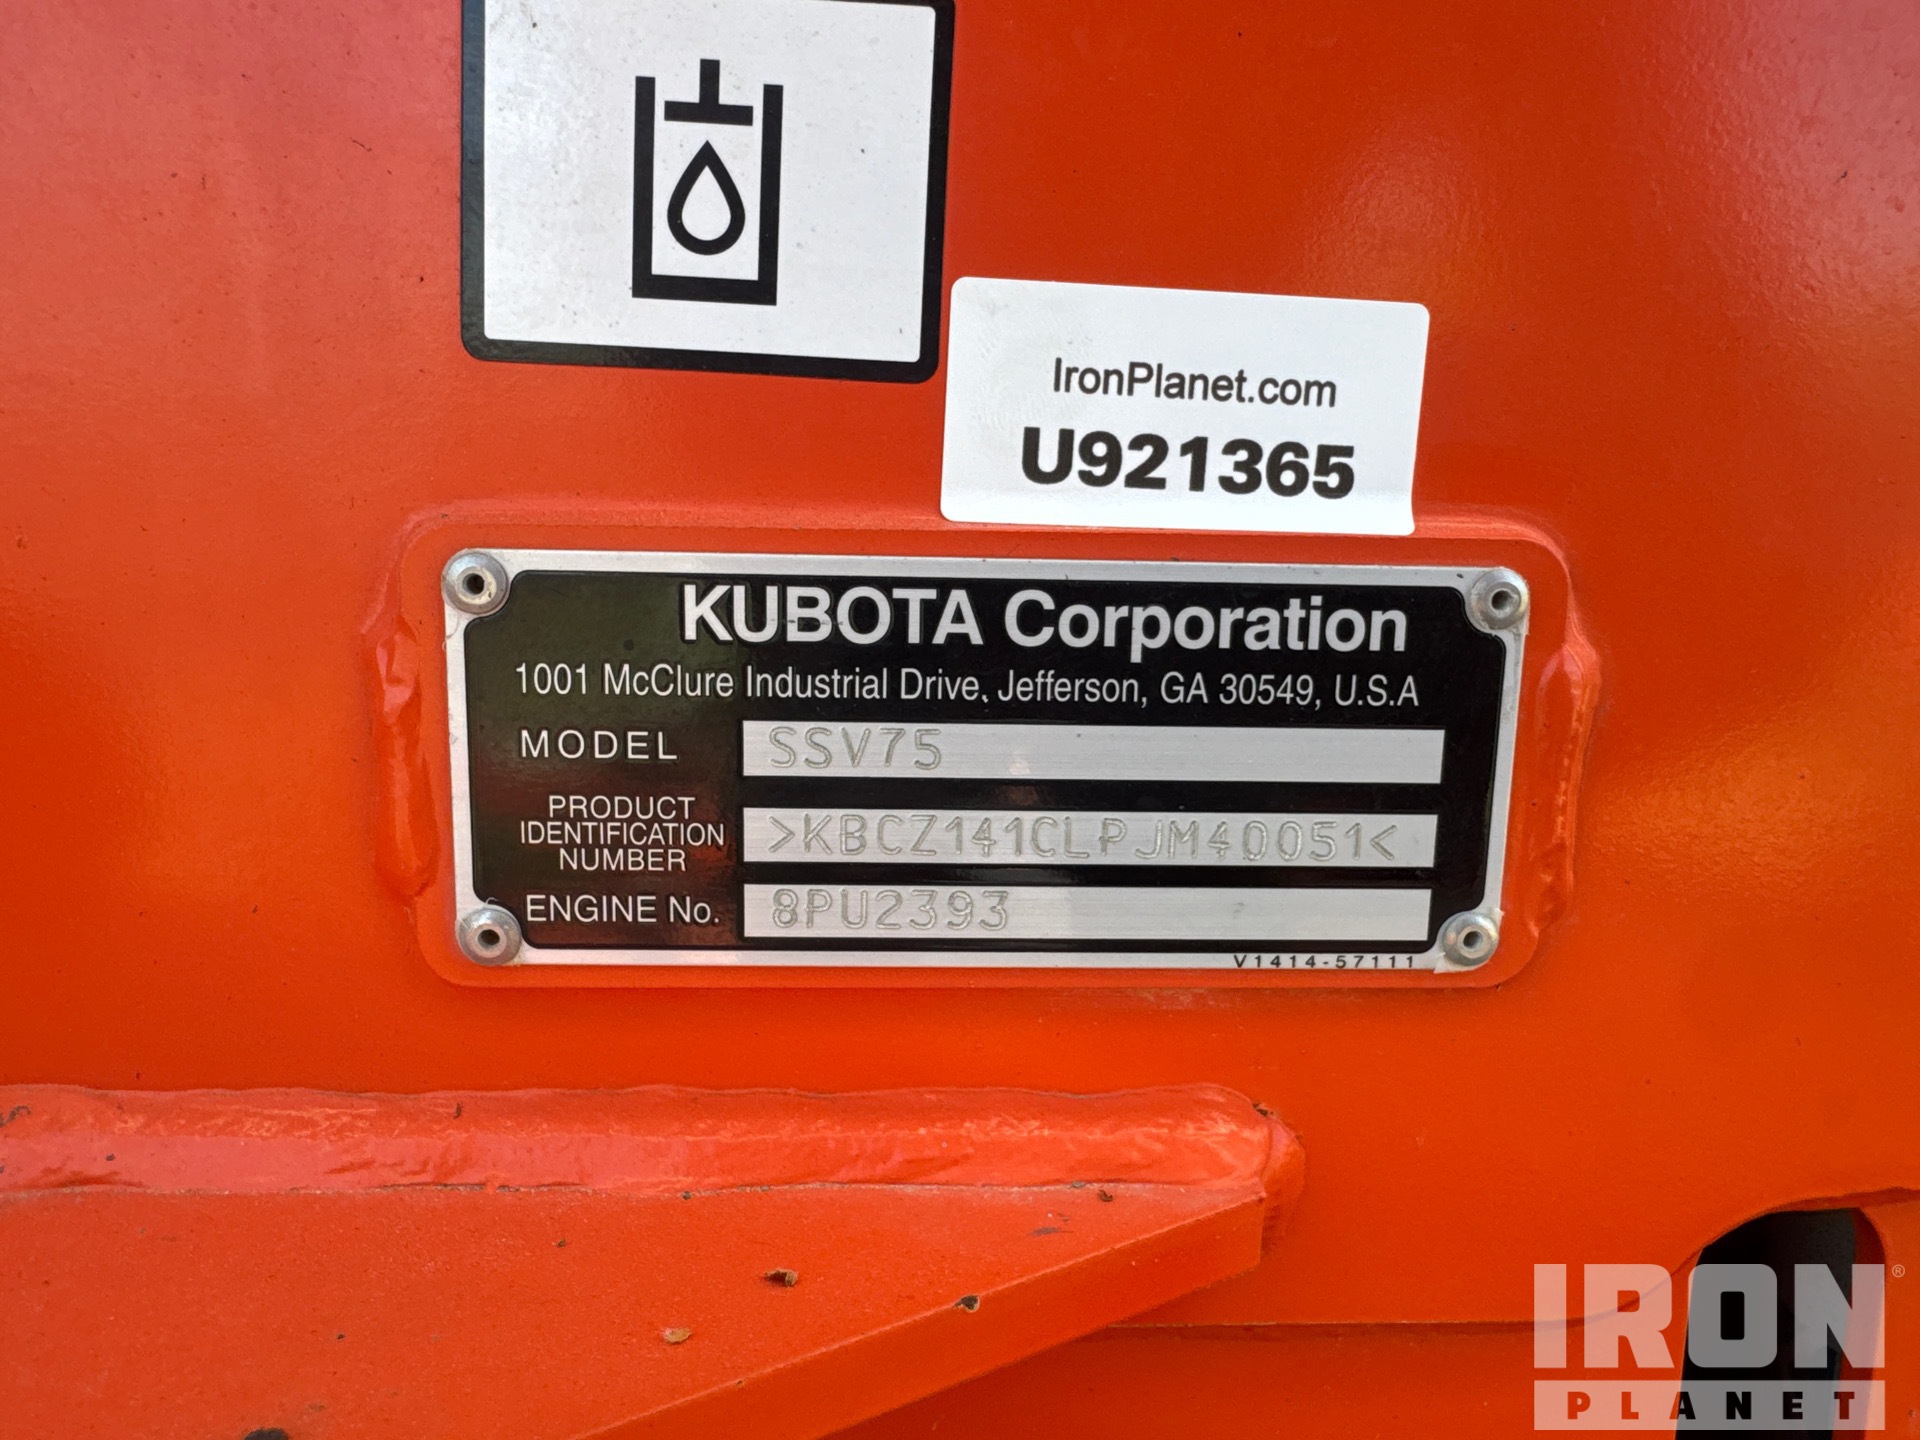 IronPlanet.com
U921365
KUBOTA Corporation
1001 McClure Industrial Drive, Jefferson, GA 30549, U.S.A
MODEL SSV75
PRODUCT
IDENTIFICATION
NUMBER
>KBCZ141CLPJM40051<
ENGINE No. 8PU2393
V1414-57111
IRON®
PLANET